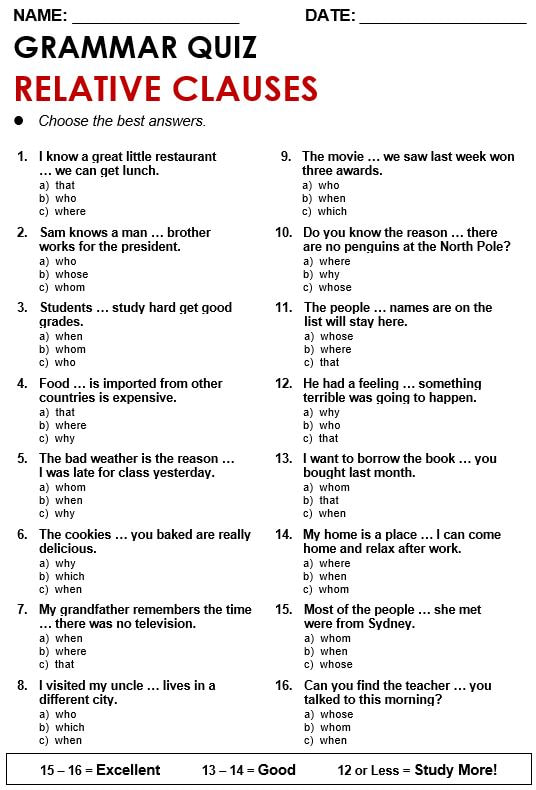 NAME: ____________________ DATE: ____________________
GRAMMAR QUIZ
RELATIVE CLAUSES
● Choose the best answers.
1. I know a great little restaurant
… we can get lunch.
a) that
b) who
c) where
2. Sam knows a man … brother
works for the president.
a) who
b) whose
c) whom
3. Students … study hard get good
grades.
a) when
b) whom
c) who
4. Food … is imported from other
countries is expensive.
a) that
b) where
c) why
5. The bad weather is the reason …
I was late for class yesterday.
a) whom
b) when
c) why
6. The cookies … you baked are really
delicious.
a) why
b) which
c) when
7. My grandfather remembers the time
… there was no television.
a) when
b) where
c) that
8. I visited my uncle … lives in a
different city.
a) who
b) which
c) when
9. The movie … we saw last week won
three awards.
a) who
b) when
c) which
10. Do you know the reason … there
are no penguins at the North Pole?
a) where
b) why
c) whose
11. The people … names are on the
list will stay here.
a) whose
b) where
c) that
12. He had a feeling … something
terrible was going to happen.
a) why
b) who
c) that
13. I want to borrow the book … you
bought last month.
a) whom
b) that
c) when
14. My home is a place … I can come
home and relax after work.
a) where
b) when
c) whom
15. Most of the people … she met
were from Sydney.
a) whom
b) when
c) whose
16. Can you find the teacher … you
talked to this morning?
a) whose
b) whom
c) when
15 – 16 = Excellent 13 – 14 = Good 12 or Less = Study More!